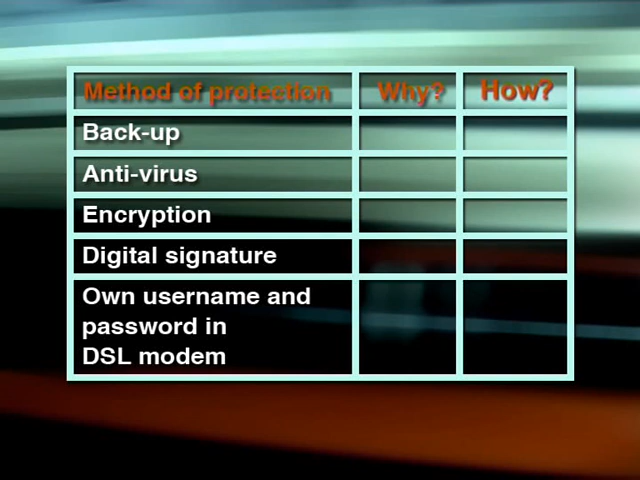 Method of protection Why? How?
Back-up
Anti-virus
Encryption
Digital signature
Own username and
password in
DSL modem